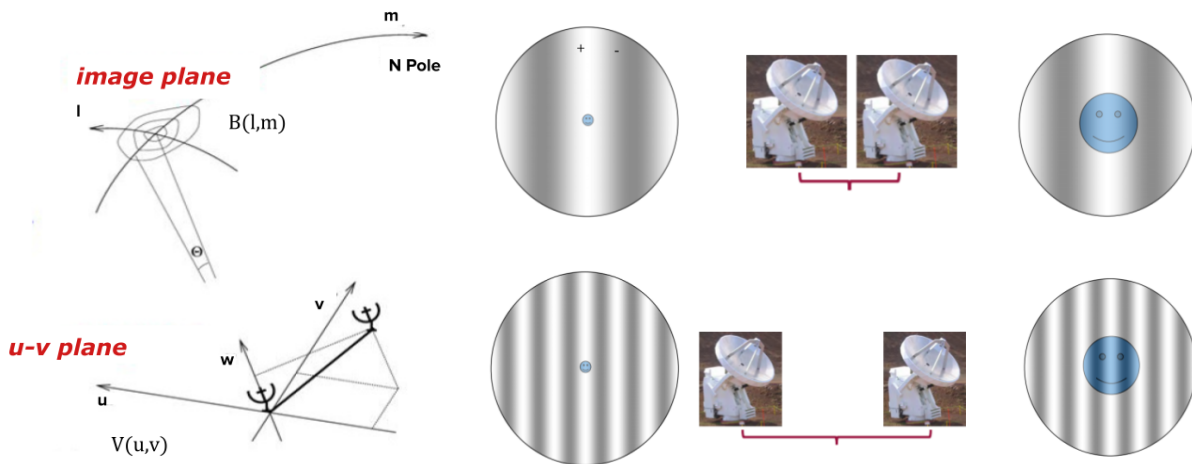 m
N Pole
image plane
l
B(l,m)
Θ
+ -
u-v plane
v
w
u
V(u,v)